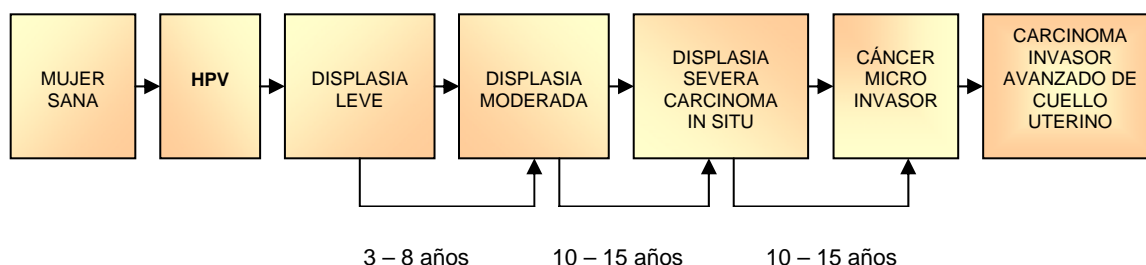 MUJER
SANA
HPV
DISPLASIA
LEVE
DISPLASIA
MODERADA
DISPLASIA
SEVERA
CARCINOMA
IN SITU
CÁNCER
MICRO
INVASOR
CARCINOMA
INVASOR
AVANZADO DE
CUELLO
UTERINO
3 – 8 años
10 – 15 años
10 – 15 años